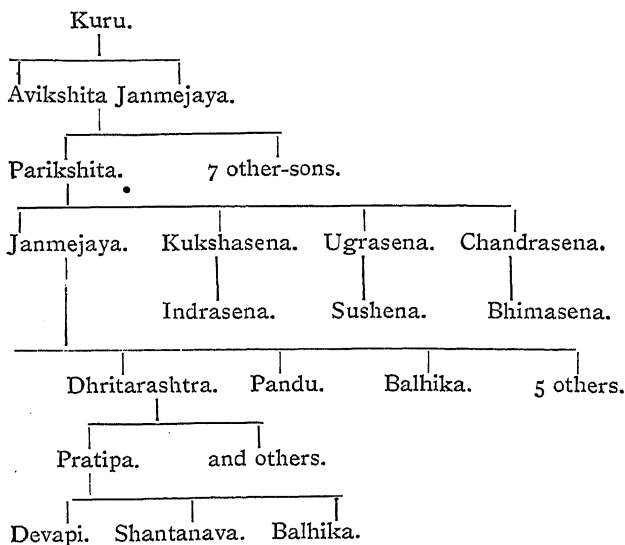 Kuru.
Avikshita Janmejaya.
Parikshita. 7 other-sons.
Janmejaya. Kukshasena. Ugrasena. Chandrasena.
Indrasena. Sushena. Bhimasena.
Dhritarashtra. Pandu. Balhika. 5 others.
Pratipa. and others.
Devapi. Shantanava. Balhika.